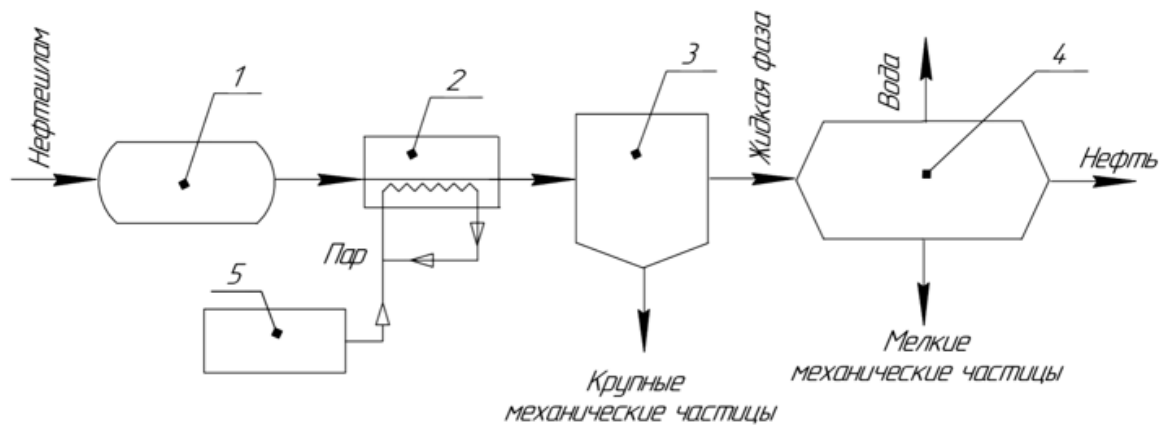 Нефтешлам
1
2
3
Жидкая фаза
Вода
4
Нефть
Пар
5
Крупные
механические частицы
Мелкие
механические частицы